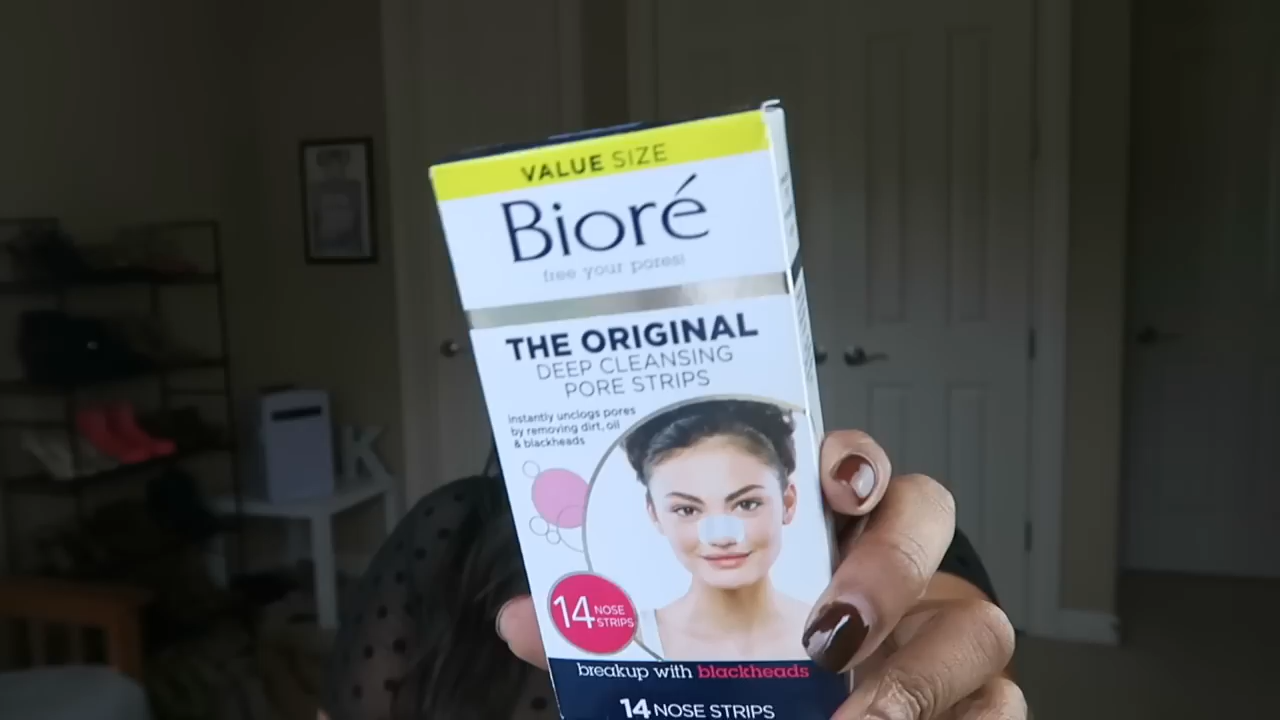 VALUE SIZE
Bioré
free your pores!
THE ORIGINAL
DEEP CLEANSING
PORE STRIPS
instantly unclogs pores
by removing dirt, oil
& blackheads
14 NOSE
STRIPS
breakup with blackheads
14 NOSE STRIPS
K